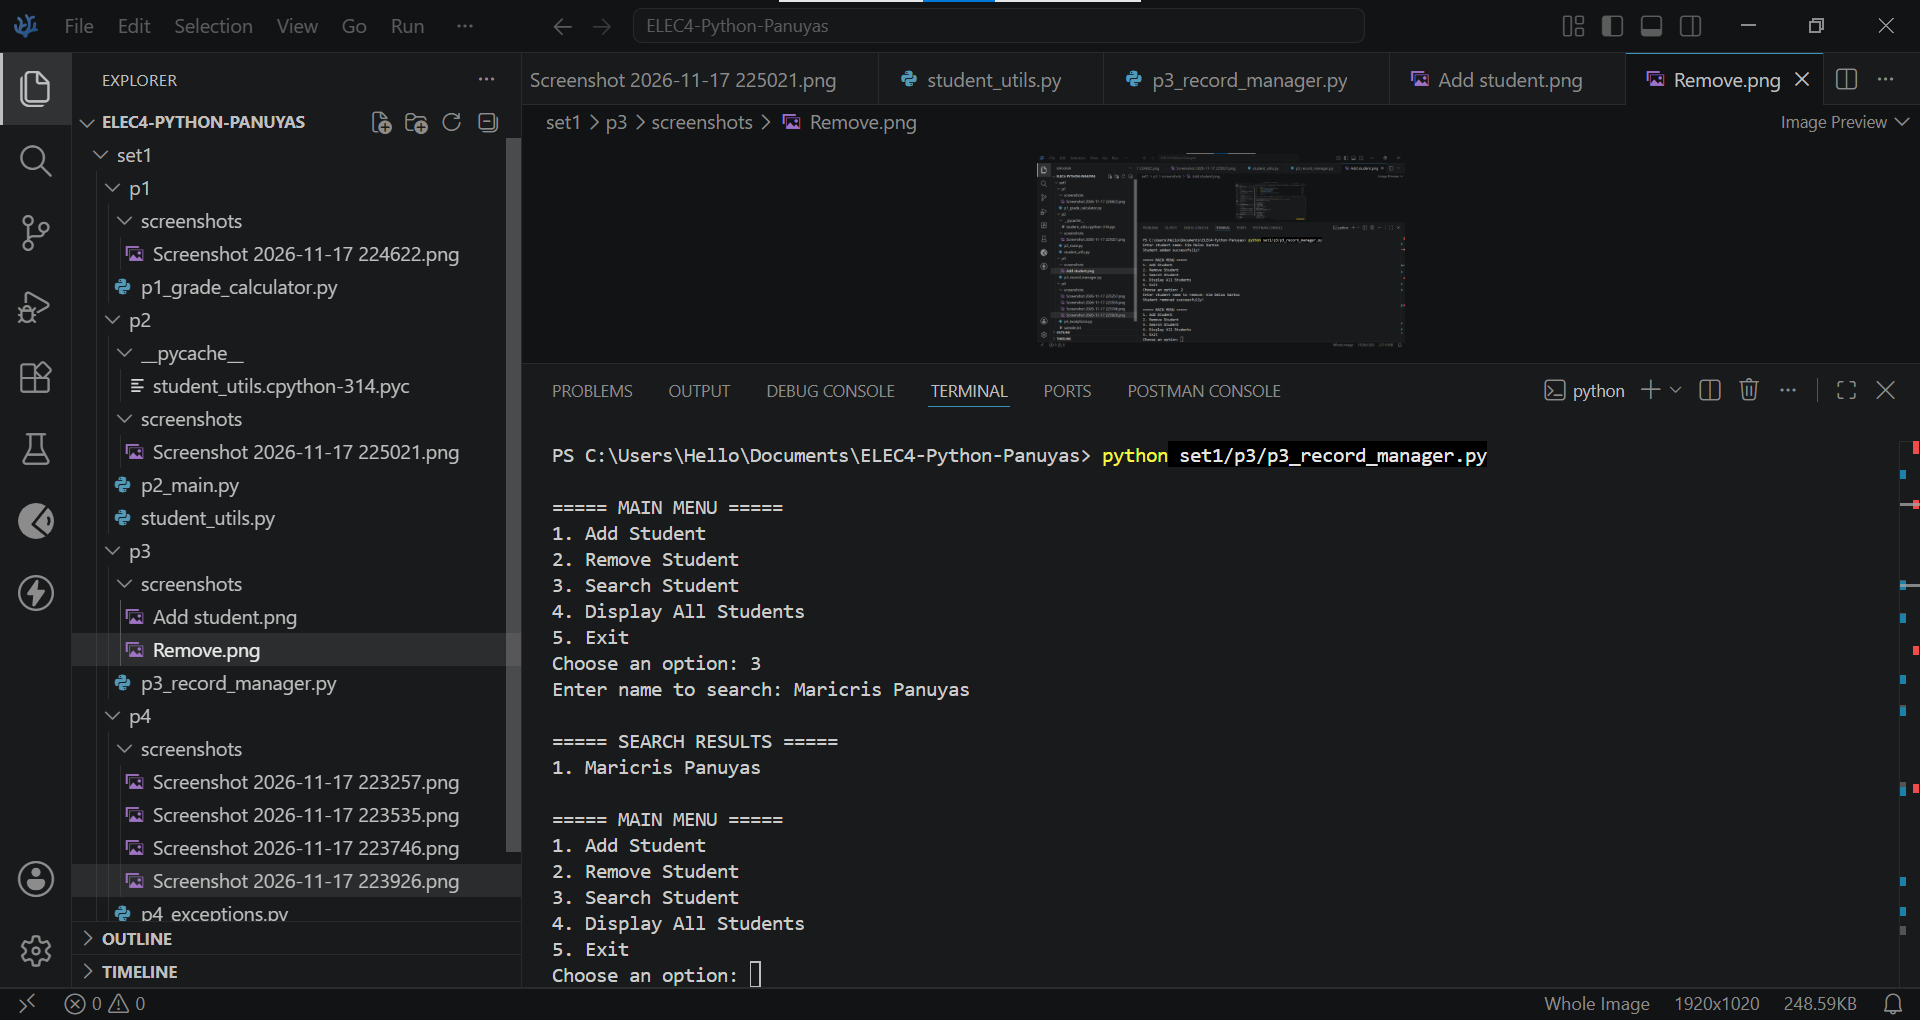 File Edit Selection View Go Run ···
ELEC4-Python-Panuyas
EXPLORER
ELEC4-PYTHON-PANUYAS
set1
p1
screenshots
Screenshot 2026-11-17 224622.png
p1_grade_calculator.py
p2
__pycache__
student_utils.cpython-314.pyc
screenshots
Screenshot 2026-11-17 225021.png
p2_main.py
student_utils.py
p3
screenshots
Add student.png
Remove.png
p3_record_manager.py
p4
screenshots
Screenshot 2026-11-17 223257.png
Screenshot 2026-11-17 223535.png
Screenshot 2026-11-17 223746.png
Screenshot 2026-11-17 223926.png
p4_exceptions.py
OUTLINE
TIMELINE
Screenshot 2026-11-17 225021.png student_utils.py p3_record_manager.py Add student.png Remove.png
set1 > p3 > screenshots > Remove.png
Image Preview
PROBLEMS OUTPUT DEBUG CONSOLE TERMINAL PORTS POSTMAN CONSOLE
python
PS C:\Users\Hello\Documents\ELEC4-Python-Panuyas> python set1/p3/p3_record_manager.py
===== MAIN MENU =====
1. Add Student
2. Remove Student
3. Search Student
4. Display All Students
5. Exit
Choose an option: 3
Enter name to search: Maricris Panuyas
===== SEARCH RESULTS =====
1. Maricris Panuyas
===== MAIN MENU =====
1. Add Student
2. Remove Student
3. Search Student
4. Display All Students
5. Exit
Choose an option:
0 0
Whole Image 1920x1020 248.59KB